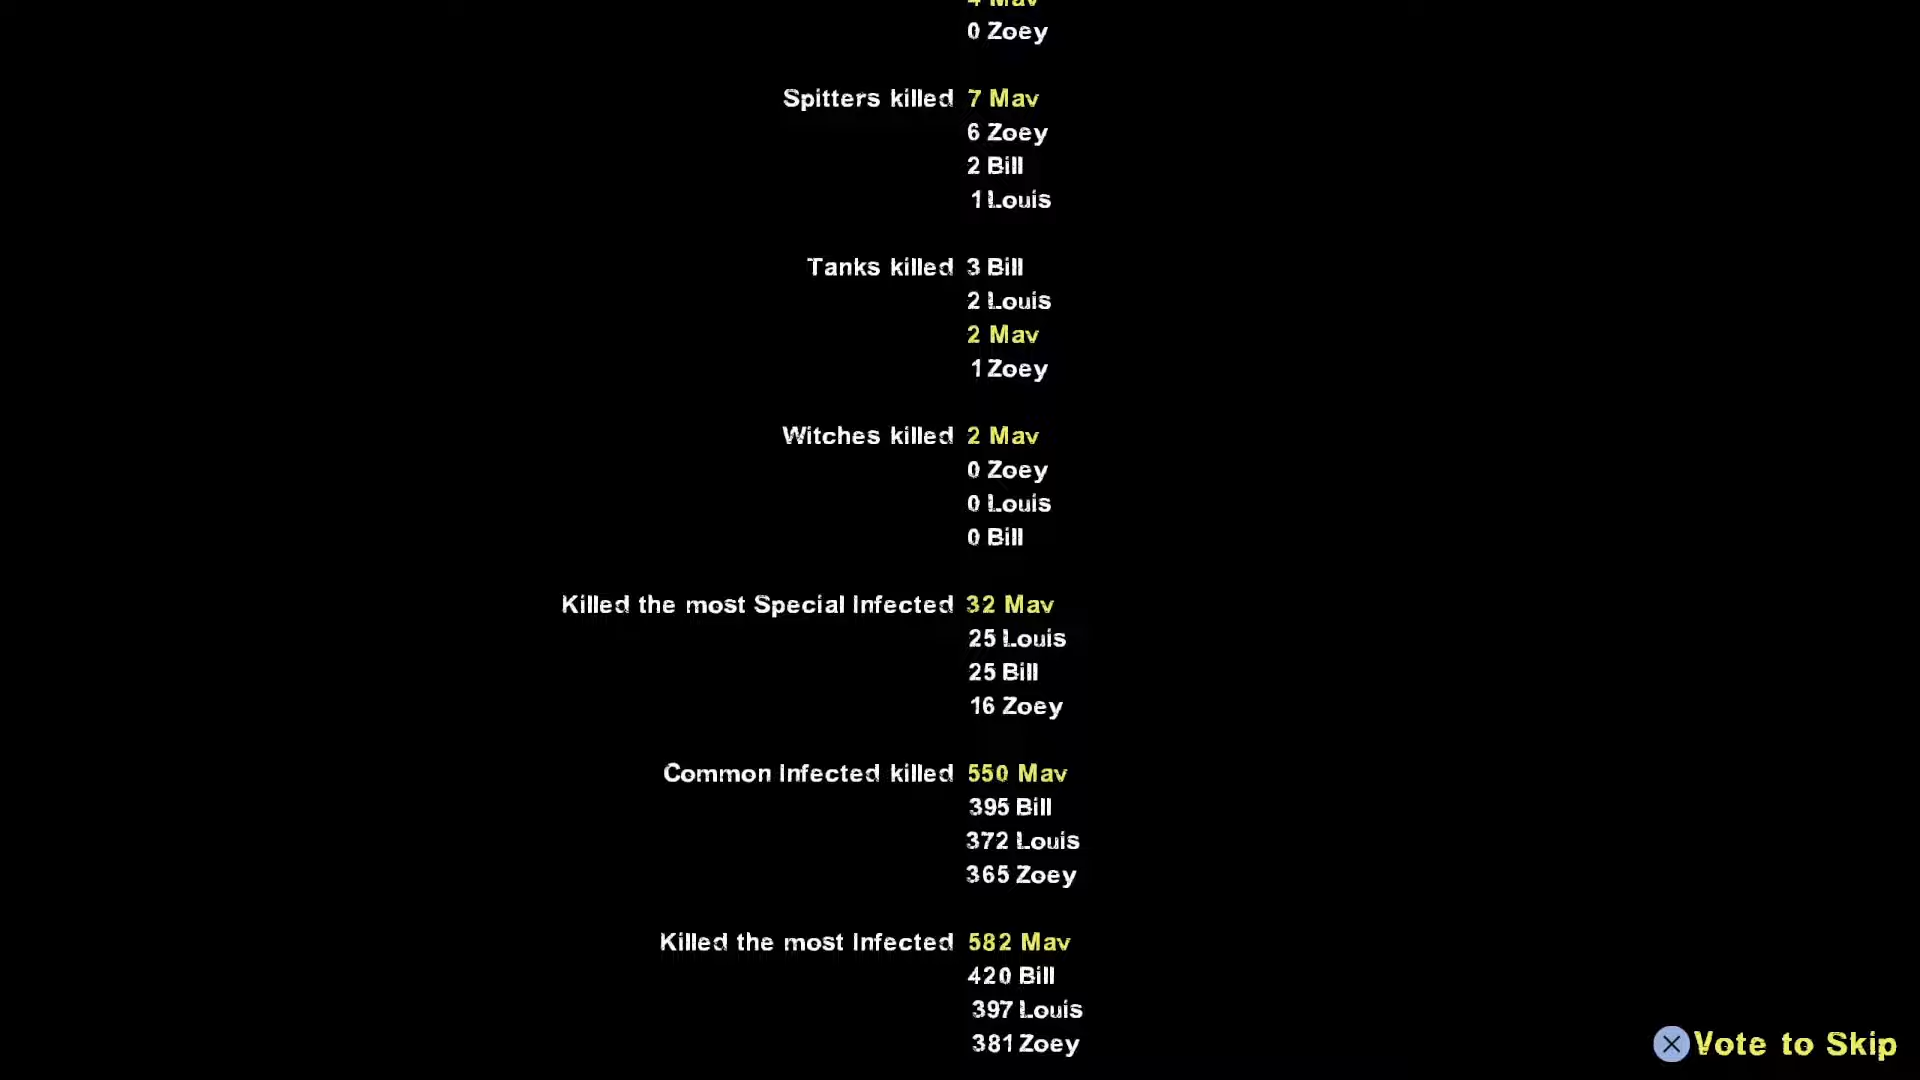 4 Mav
0 Zoey
Spitters killed 7 Mav
6 Zoey
2 Bill
1 Louis
Tanks killed 3 Bill
2 Louis
2 Mav
1 Zoey
Witches killed 2 Mav
0 Zoey
0 Louis
0 Bill
Killed the most Special Infected 32 Mav
25 Louis
25 Bill
16 Zoey
Common Infected killed 550 Mav
395 Bill
372 Louis
365 Zoey
Killed the most Infected 582 Mav
420 Bill
397 Louis
381 Zoey
Vote to Skip